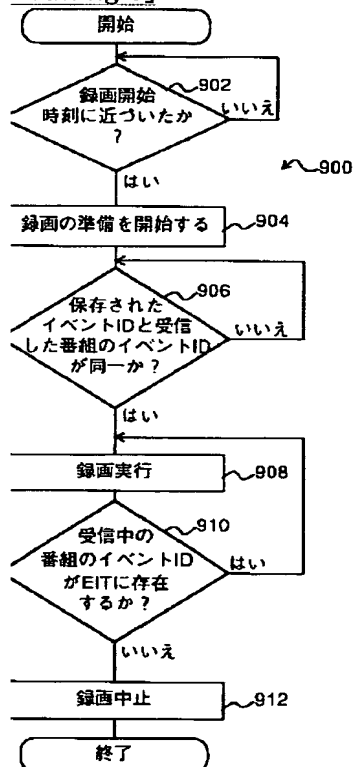 開始
902
録画開始
時刻に近づいたか
?
いいえ
はい
900
録画の準備を開始する
904
906
保存された
イベントIDと受信
した番組のイベントID
が同一か?
いいえ
はい
録画実行
908
910
受信中の
番組のイベントID
がEITに存在
するか?
はい
いいえ
録画中止
912
終了